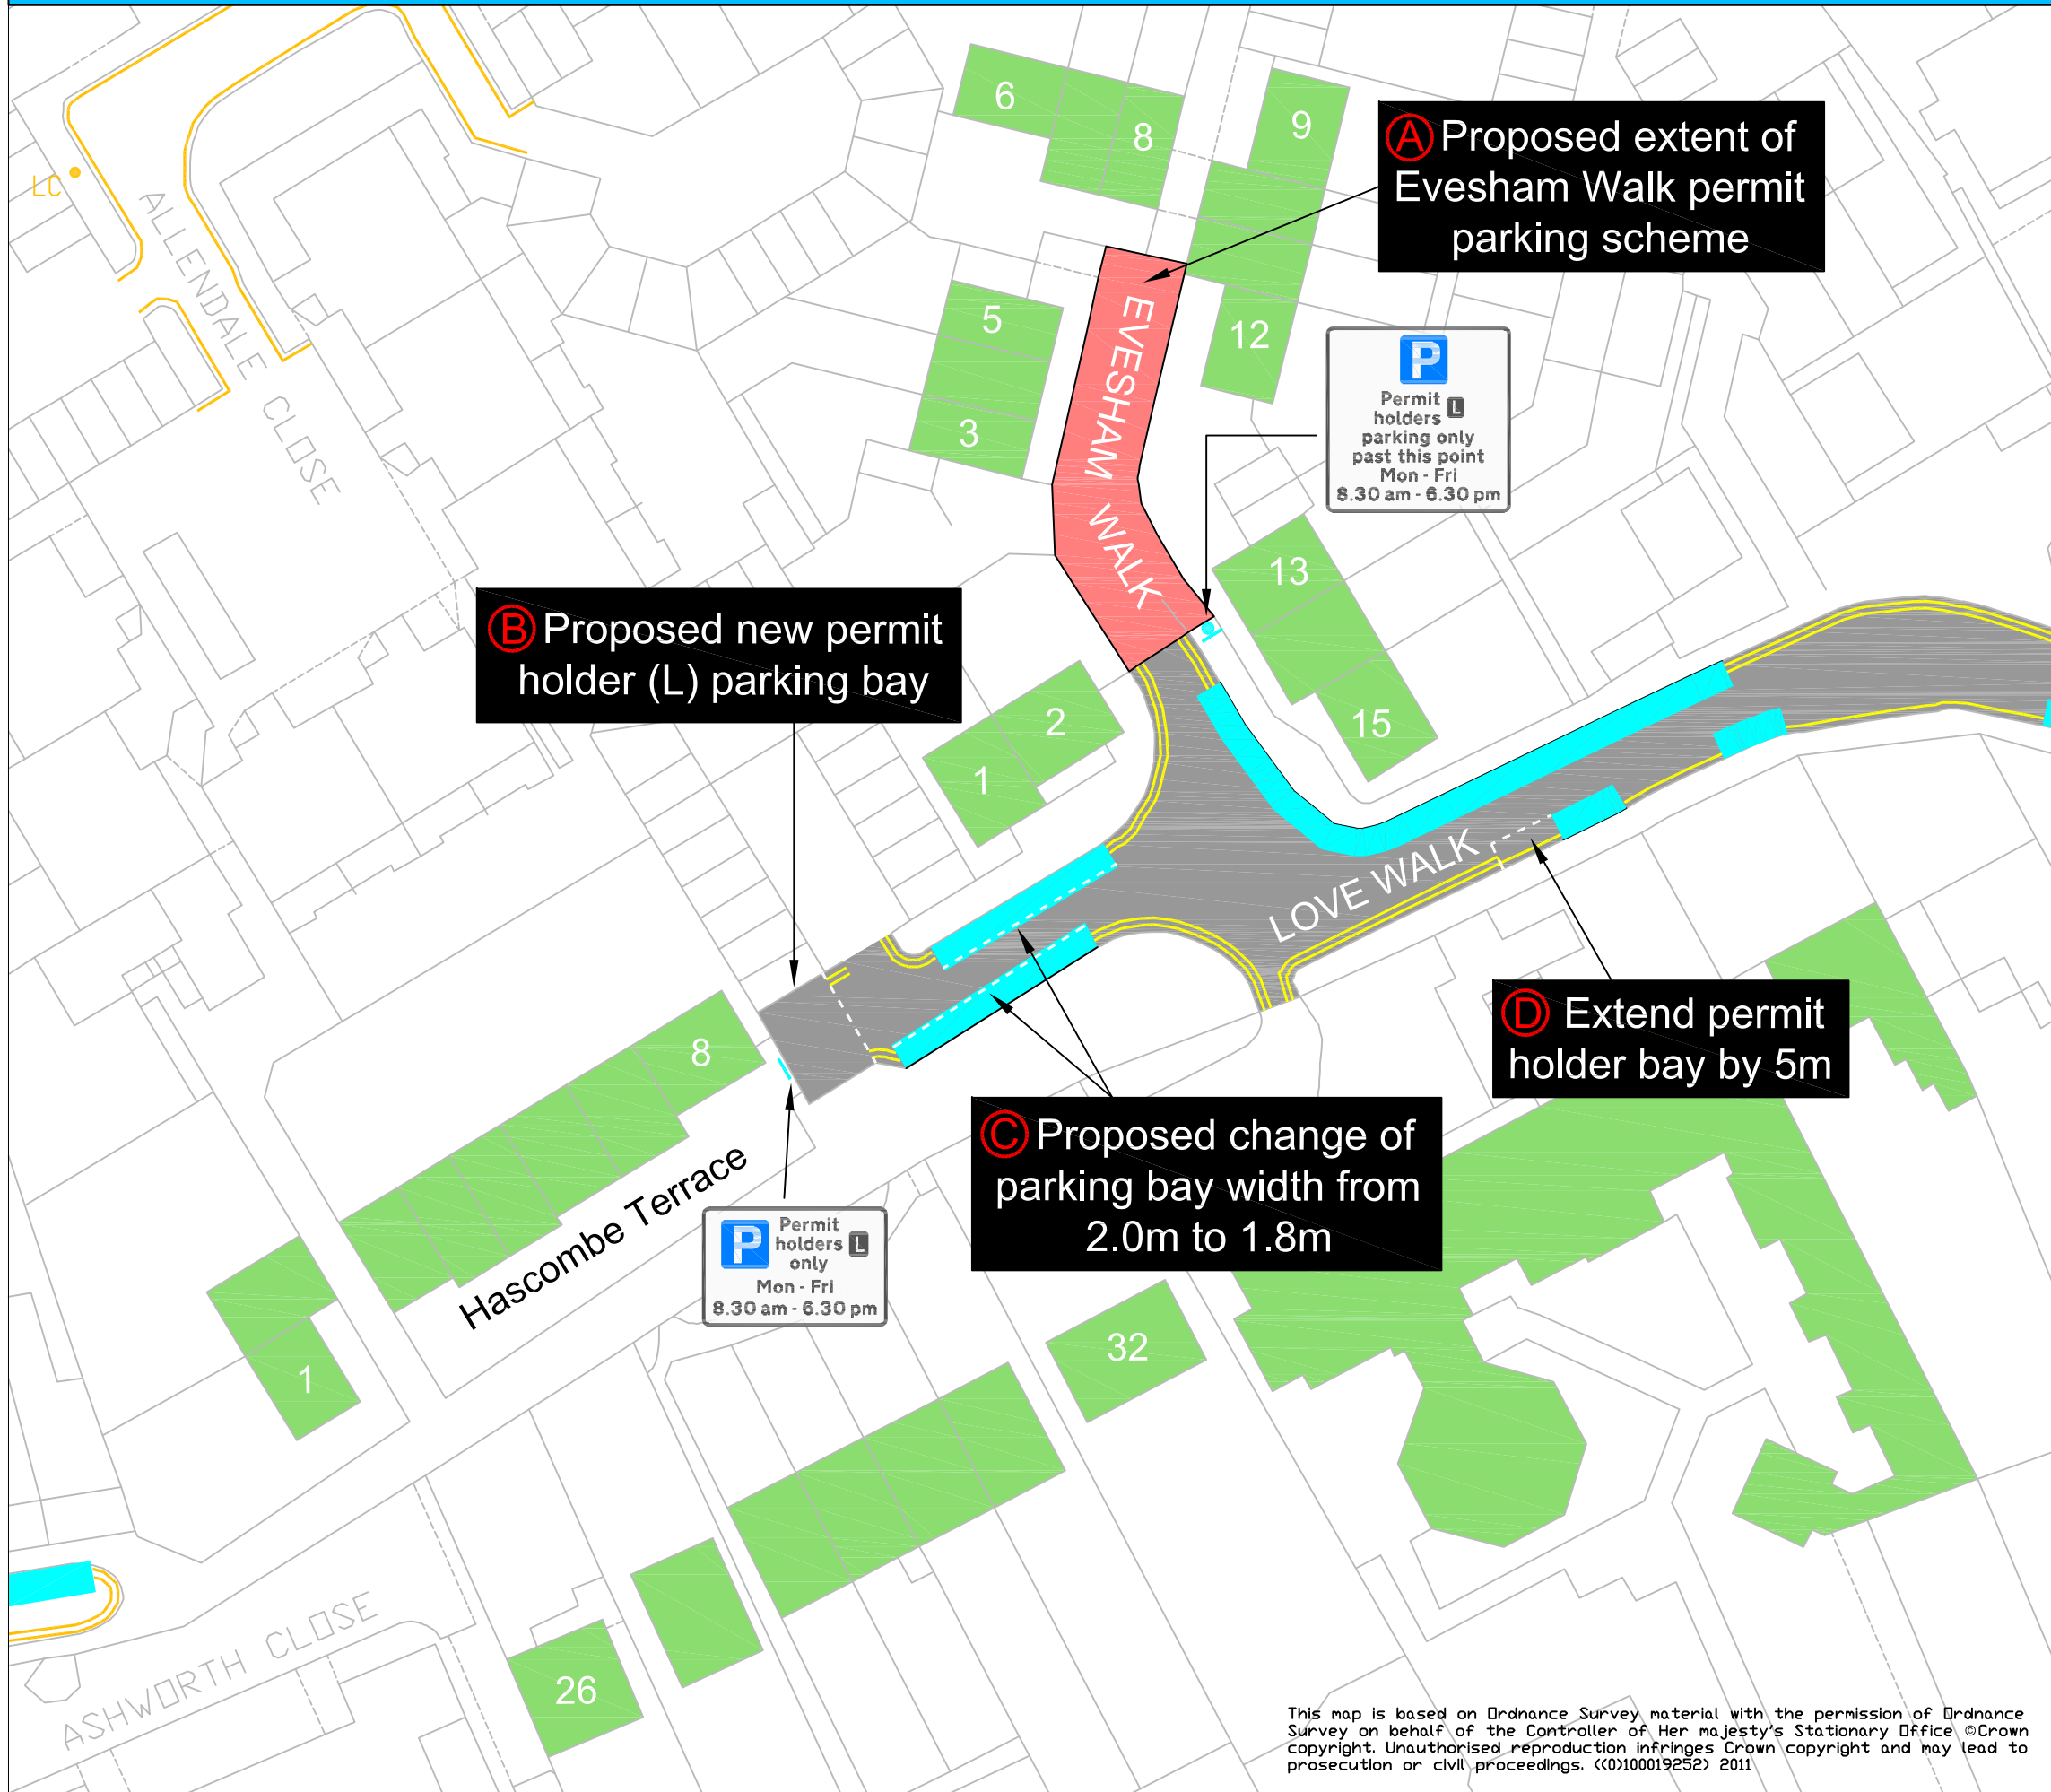 6
8
9
Ⓐ Proposed extent of
Evesham Walk permit
parking scheme
LC
ALLENDALE CLOSE
5
3
12
EVESHAM WALK
P
Permit
holders L
parking only
past this point
Mon - Fri
8.30 am - 6.30 pm
13
15
Ⓑ Proposed new permit
holder (L) parking bay
2
1
LOVE WALK
8
Ⓓ Extend permit
holder bay by 5m
Ⓒ Proposed change of
parking bay width from
2.0m to 1.8m
Hascombe Terrace
P Permit
holders L
only
Mon - Fri
8.30 am - 6.30 pm
1
32
26
ASHWORTH CLOSE
This map is based on Ordnance Survey material with the permission of Ordnance
Survey on behalf of the Controller of Her majesty's Stationary Office ©Crown
copyright. Unauthorised reproduction infringes Crown copyright and may lead to
prosecution or civil proceedings. ((0)100019252) 2011